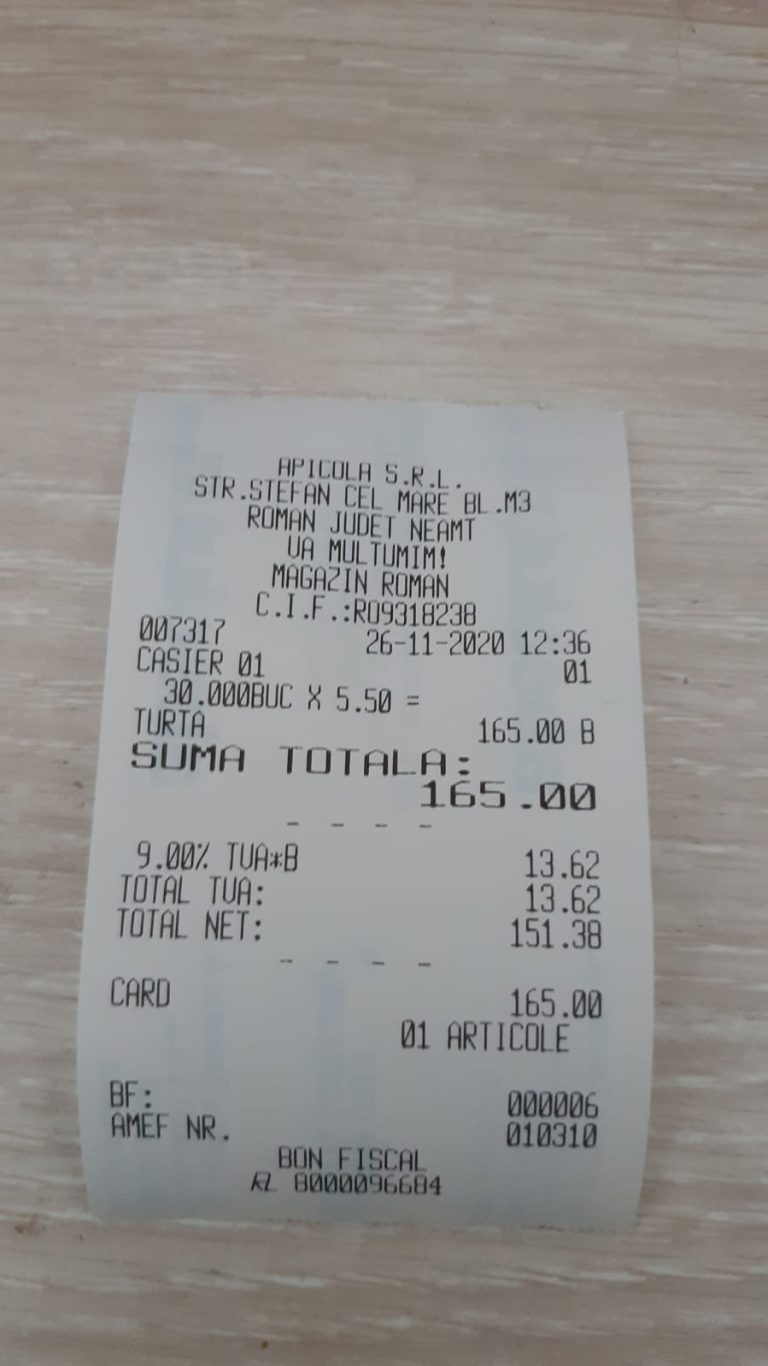 APICOLA S.R.L.
STR.STEFAN CEL MARE BL.M3
ROMAN JUDET NEAMT
VA MULTUMIM!
MAGAZIN ROMAN
C.I.F.:RO9318238
007317 26-11-2020 12:36
CASIER 01 01
30.000BUC X 5.50 =
TURTA 165.00 B
SUMA TOTALA:
165.00
- - - -
9.00% TVA*B 13.62
TOTAL TVA: 13.62
TOTAL NET: 151.38
- - - -
CARD 165.00
01 ARTICOLE
BF: 000006
AMEF NR. 010310
BON FISCAL
8000096684